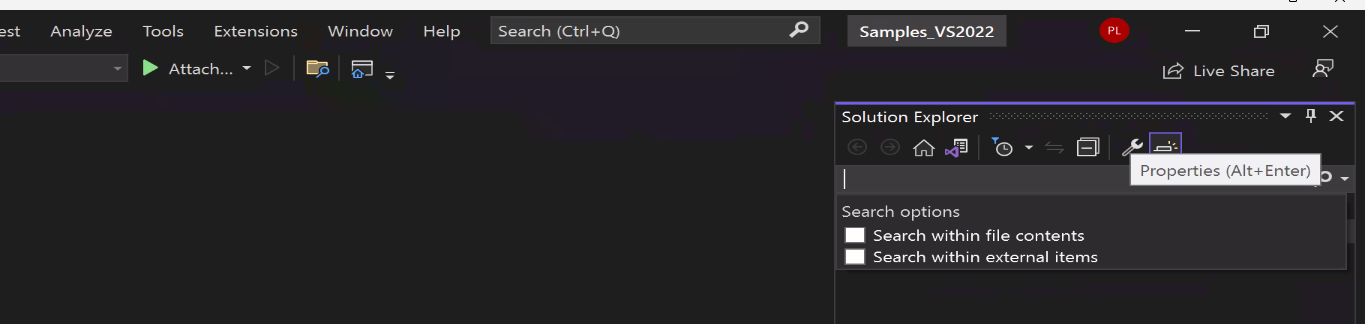 est Analyze Tools Extensions Window Help Search (Ctrl+Q) Samples_VS2022 PL
Attach... Live Share
Solution Explorer
Properties (Alt+Enter)
Search options
Search within file contents
Search within external items